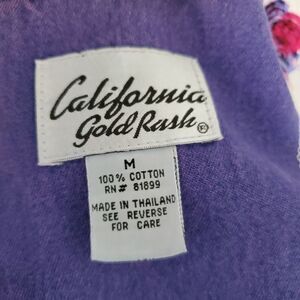 California
Gold Rush®
M
100% COTTON
RN# 81899
MADE IN THAILAND
SEE REVERSE
FOR CARE